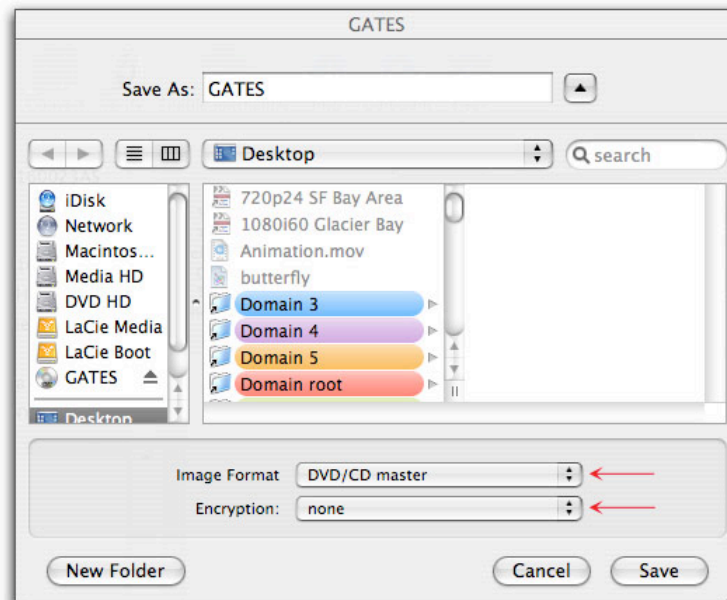 GATES
Save As: GATES
Desktop
search
iDisk
Network
Macintos...
Media HD
DVD HD
LaCie Media
LaCie Boot
GATES
Desktop
720p24 SF Bay Area
1080i60 Glacier Bay
Animation.mov
butterfly
Domain 3
Domain 4
Domain 5
Domain root
Image Format DVD/CD master
Encryption: none
New Folder Cancel Save